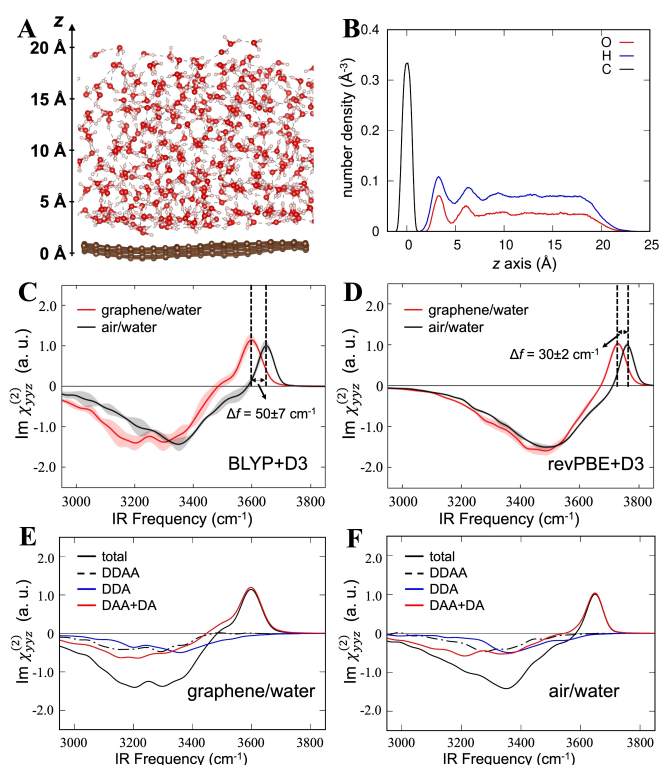 A
z
20 Å
15 Å
10 Å
5 Å
0 Å
B
number density (Å-3)
0.4
0.3
0.2
0.1
0
O
H
C
0 5 10 15 20 25
z axis (Å)
C
Im χ(2)yyz (a. u.)
2.0
1.0
0
-1.0
-2.0
graphene/water
air/water
Δf = 50±7 cm-1
BLYP+D3
3000 3200 3400 3600 3800
IR Frequency (cm-1)
D
Im χ(2)yyz (a. u.)
2.0
1.0
0
-1.0
-2.0
graphene/water
air/water
Δf = 30±2 cm-1
revPBE+D3
3000 3200 3400 3600 3800
IR Frequency (cm-1)
E
Im χ(2)yyz (a. u.)
2.0
1.0
0.0
-1.0
-2.0
total
DDAA
DDA
DAA+DA
graphene/water
3000 3200 3400 3600 3800
IR Frequency (cm-1)
F
Im χ(2)yyz (a. u.)
2.0
1.0
0.0
-1.0
-2.0
total
DDAA
DDA
DAA+DA
air/water
3000 3200 3400 3600 3800
IR Frequency (cm-1)